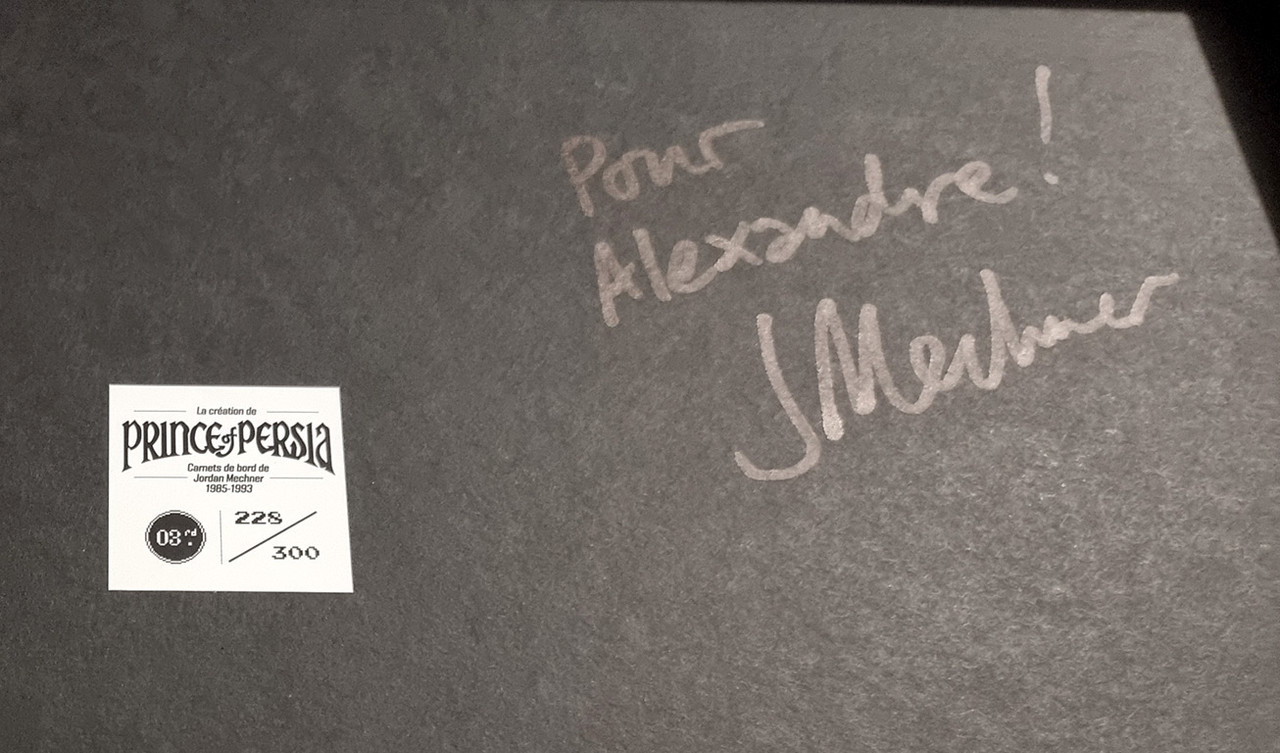 Pour
Alexandre !
JMechner
La création de
PRINCE of PERSIA
Carnets de bord de
Jordan Mechner
1985-1993
03rd.
228
300